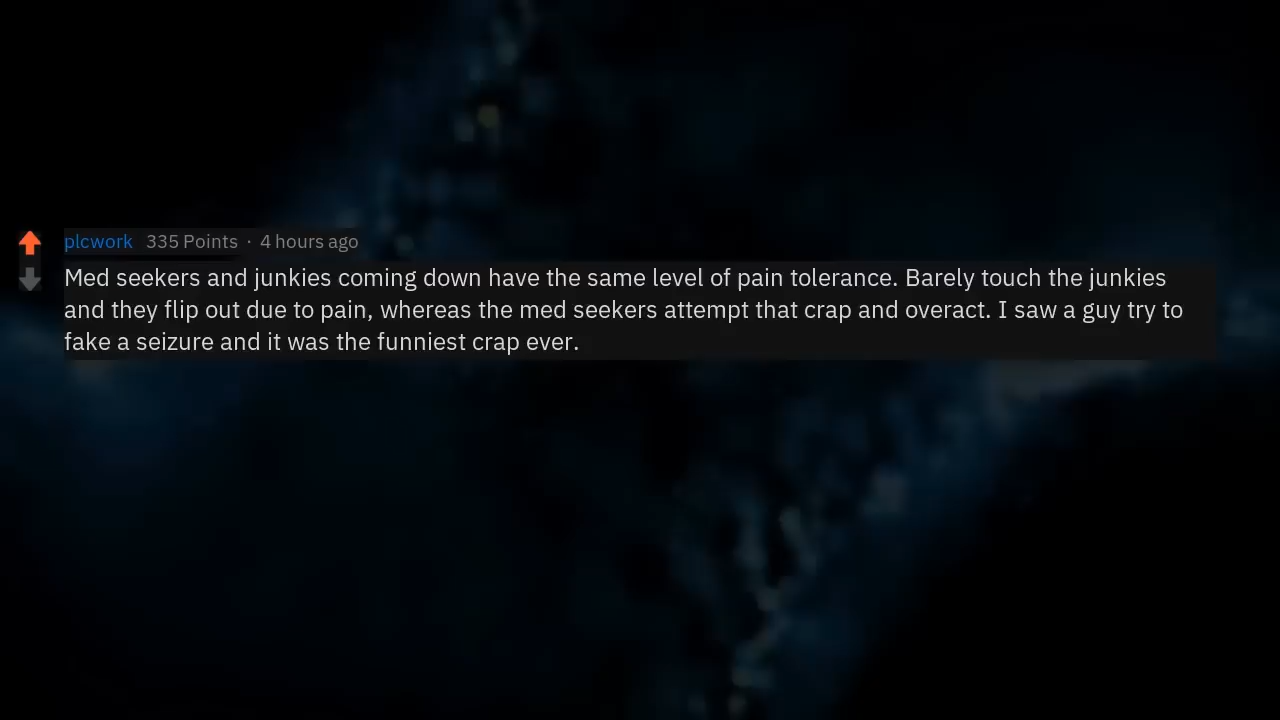 plcwork 335 Points · 4 hours ago
Med seekers and junkies coming down have the same level of pain tolerance. Barely touch the junkies
and they flip out due to pain, whereas the med seekers attempt that crap and overact. I saw a guy try to
fake a seizure and it was the funniest crap ever.